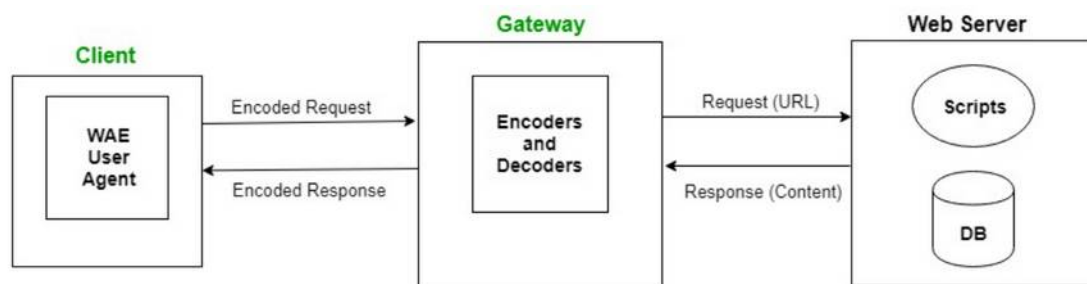 Client
WAE
User
Agent
Encoded Request
Encoded Response
Gateway
Encoders
and
Decoders
Request (URL)
Response (Content)
Web Server
Scripts
DB